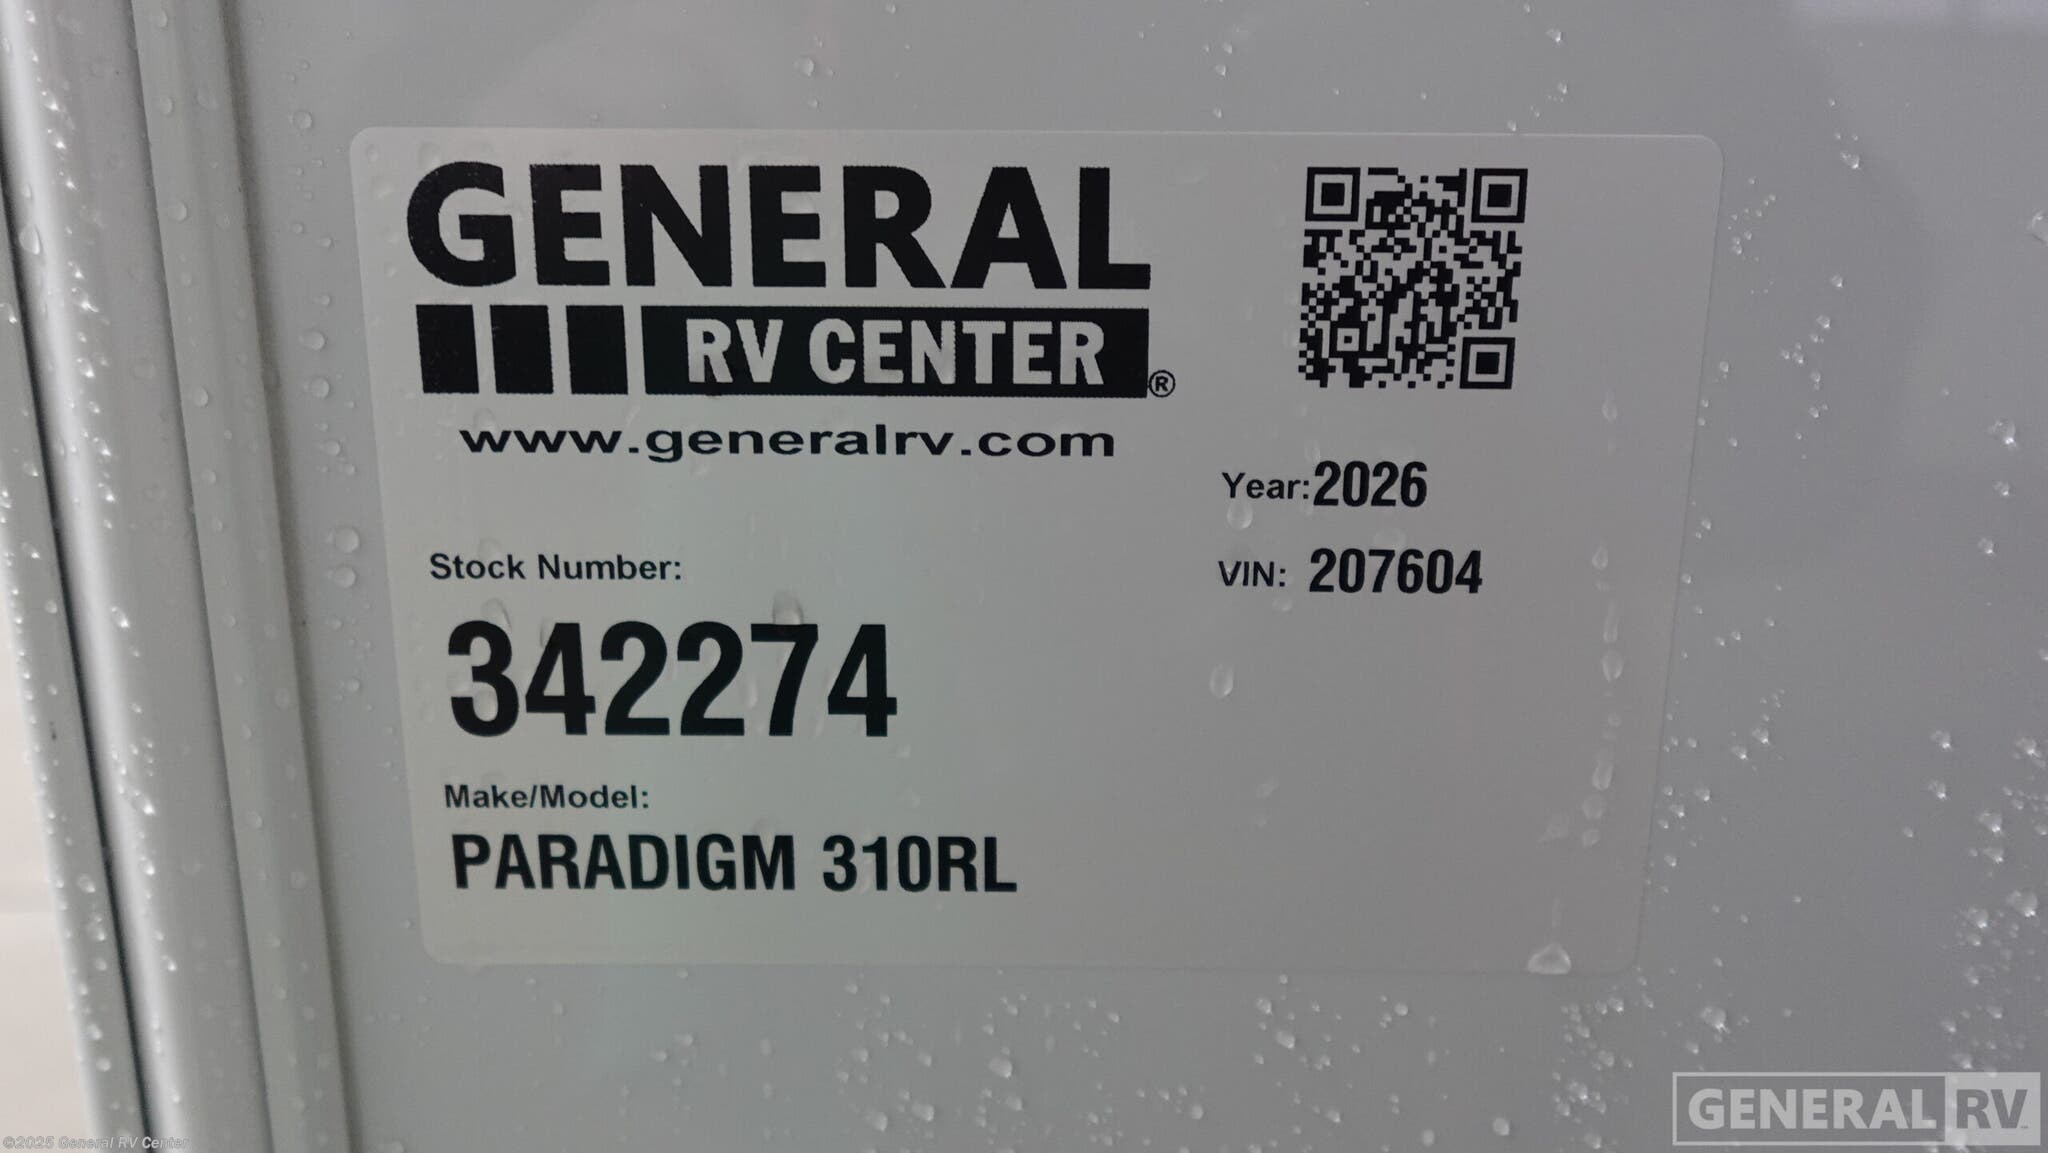 GENERAL
RV CENTER®
www.generalrv.com
Year: 2026
VIN: 207604
Stock Number:
342274
Make/Model:
PARADIGM 310RL
GENERAL RV
©2025 General RV Center